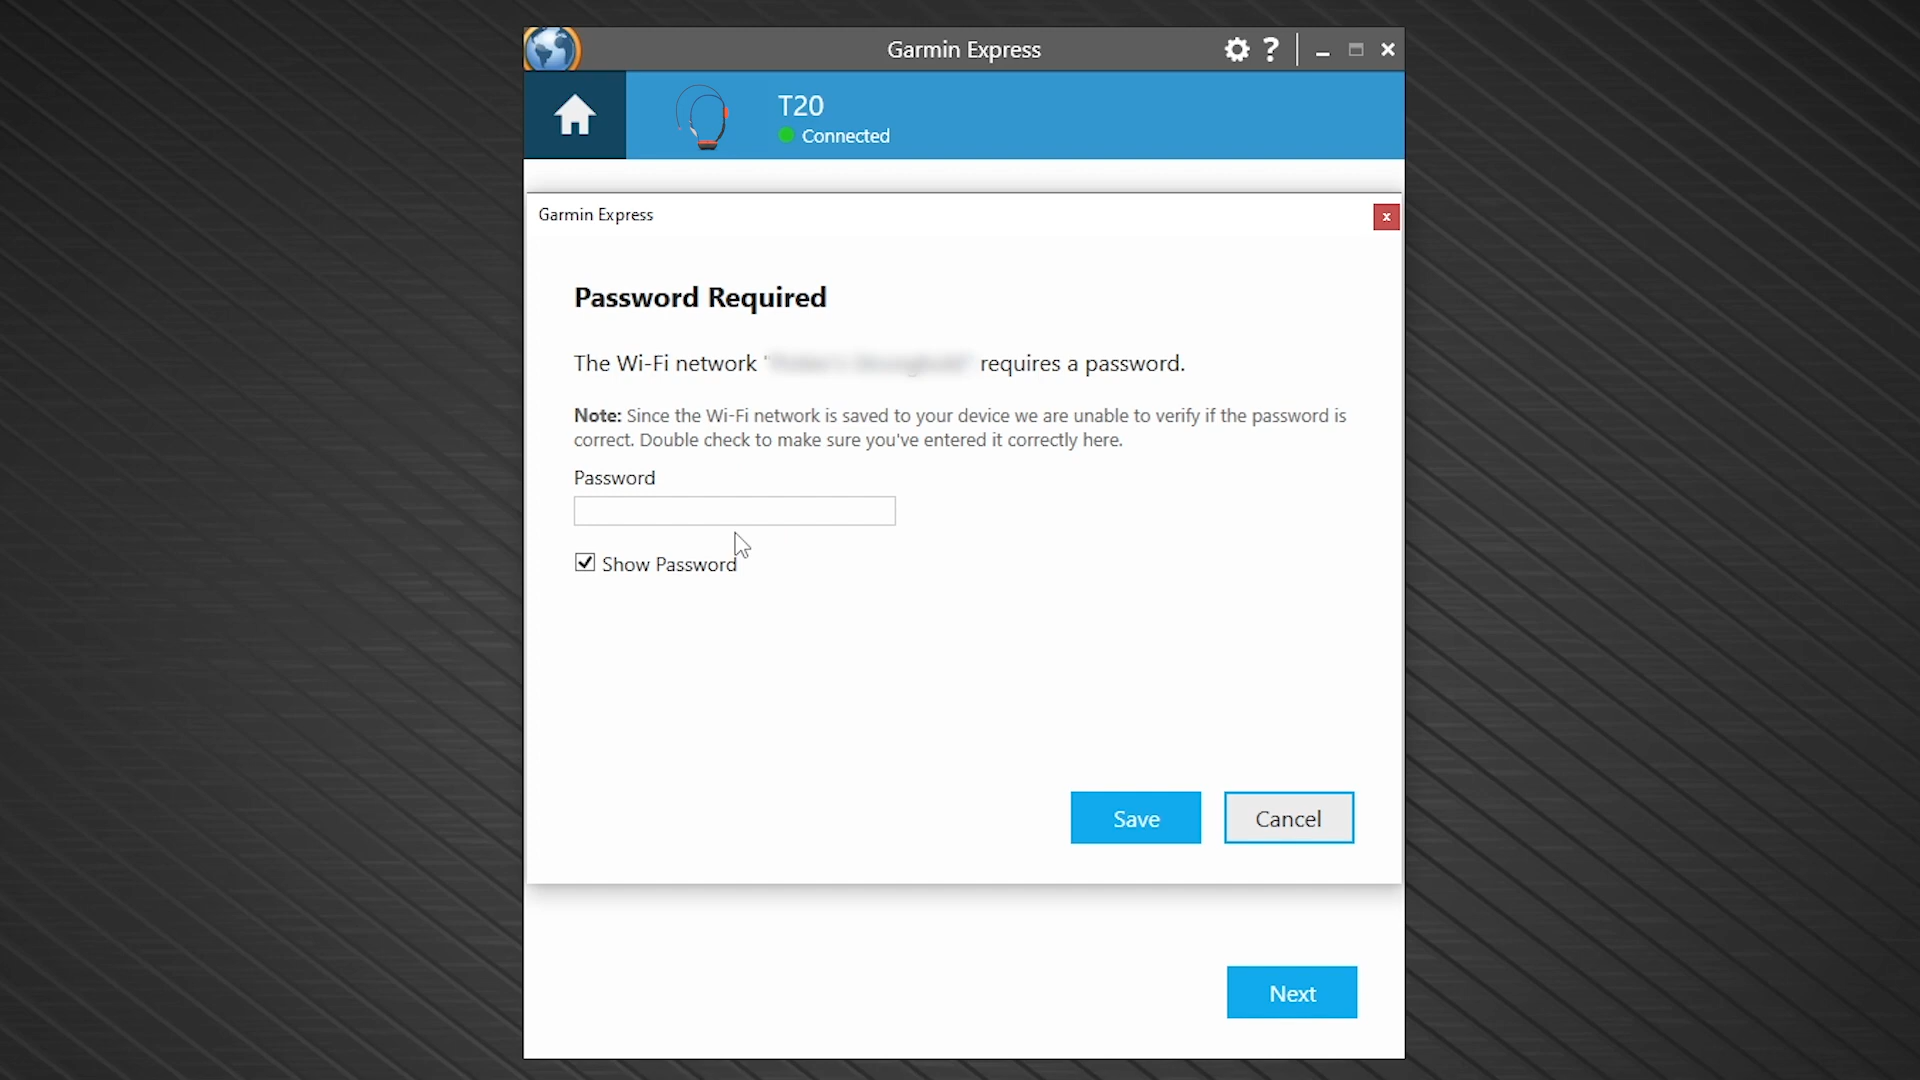 Garmin Express
?
T20
Connected
Garmin Express
x
Password Required
The Wi-Fi network " requires a password.
Note: Since the Wi-Fi network is saved to your device we are unable to verify if the password is
correct. Double check to make sure you've entered it correctly here.
Password
Show Password
Save
Cancel
Next